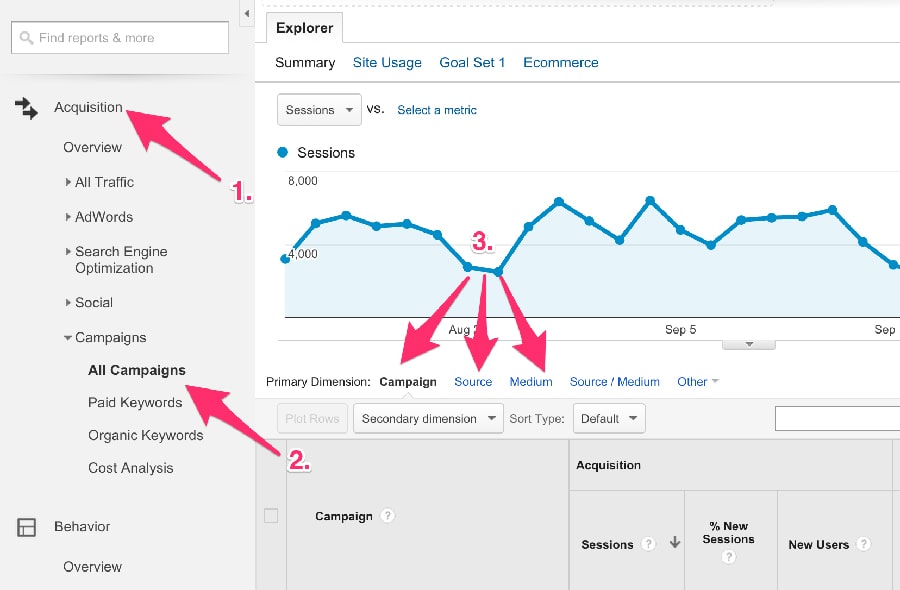 Find reports & more
Acquisition
1.
Overview
All Traffic
AdWords
Search Engine
Optimization
Social
Campaigns
All Campaigns
Paid Keywords
Organic Keywords
Cost Analysis
2.
Behavior
Overview
Explorer
Summary Site Usage Goal Set 1 Ecommerce
Sessions vs. Select a metric
Sessions
8,000
4,000
3.
Aug Sep 5 Sep
Primary Dimension: Campaign Source Medium Source / Medium Other
Plot Rows Secondary dimension Sort Type: Default
Acquisition
Campaign ?
Sessions ?
% New
Sessions
?
New Users ?